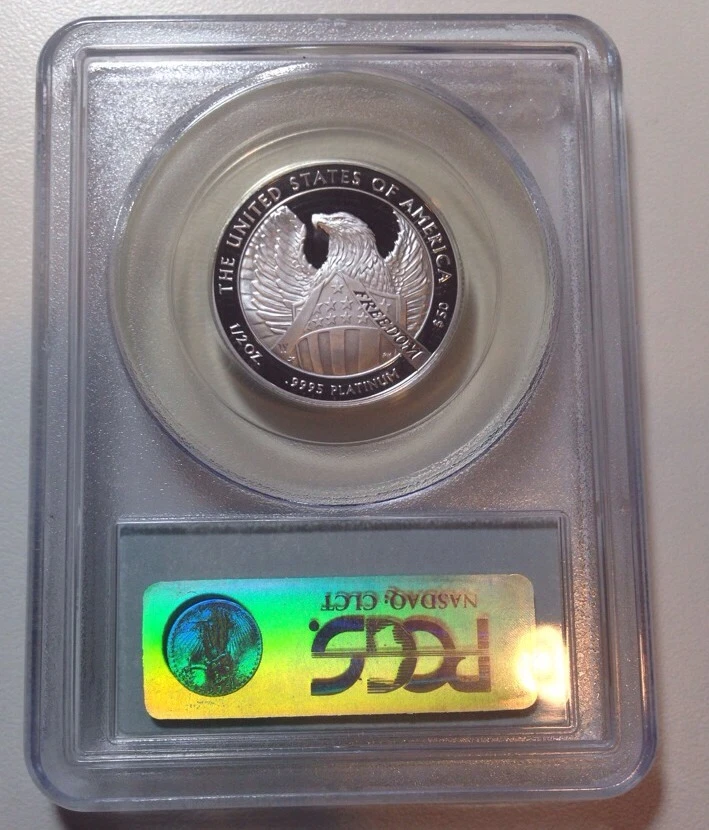 THE UNITED STATES OF AMERICA
FREEDOM
$50
1/2 OZ.
.9995 PLATINUM
NASDAQ: CLCT
PCGS.